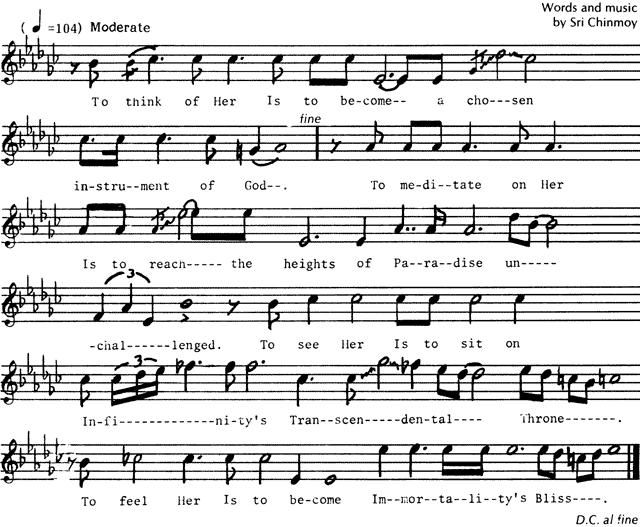 Words and music
by Sri Chinmoy
( ♩ =104) Moderate
To think of Her Is to be-come-- a cho---sen
fine
in-stru--ment of God--. To me-di-tate on Her
Is to reach----- the heights of Pa--ra--dise un-----
3
-chal------lenged. To see Her Is to sit on
3
In-fi------------ni-ty's Tran--scen-----den-tal---- Throne-------.
To feel Her Is to be-come Im--mor--ta--li--ty's Bliss----.
D.C. al fine